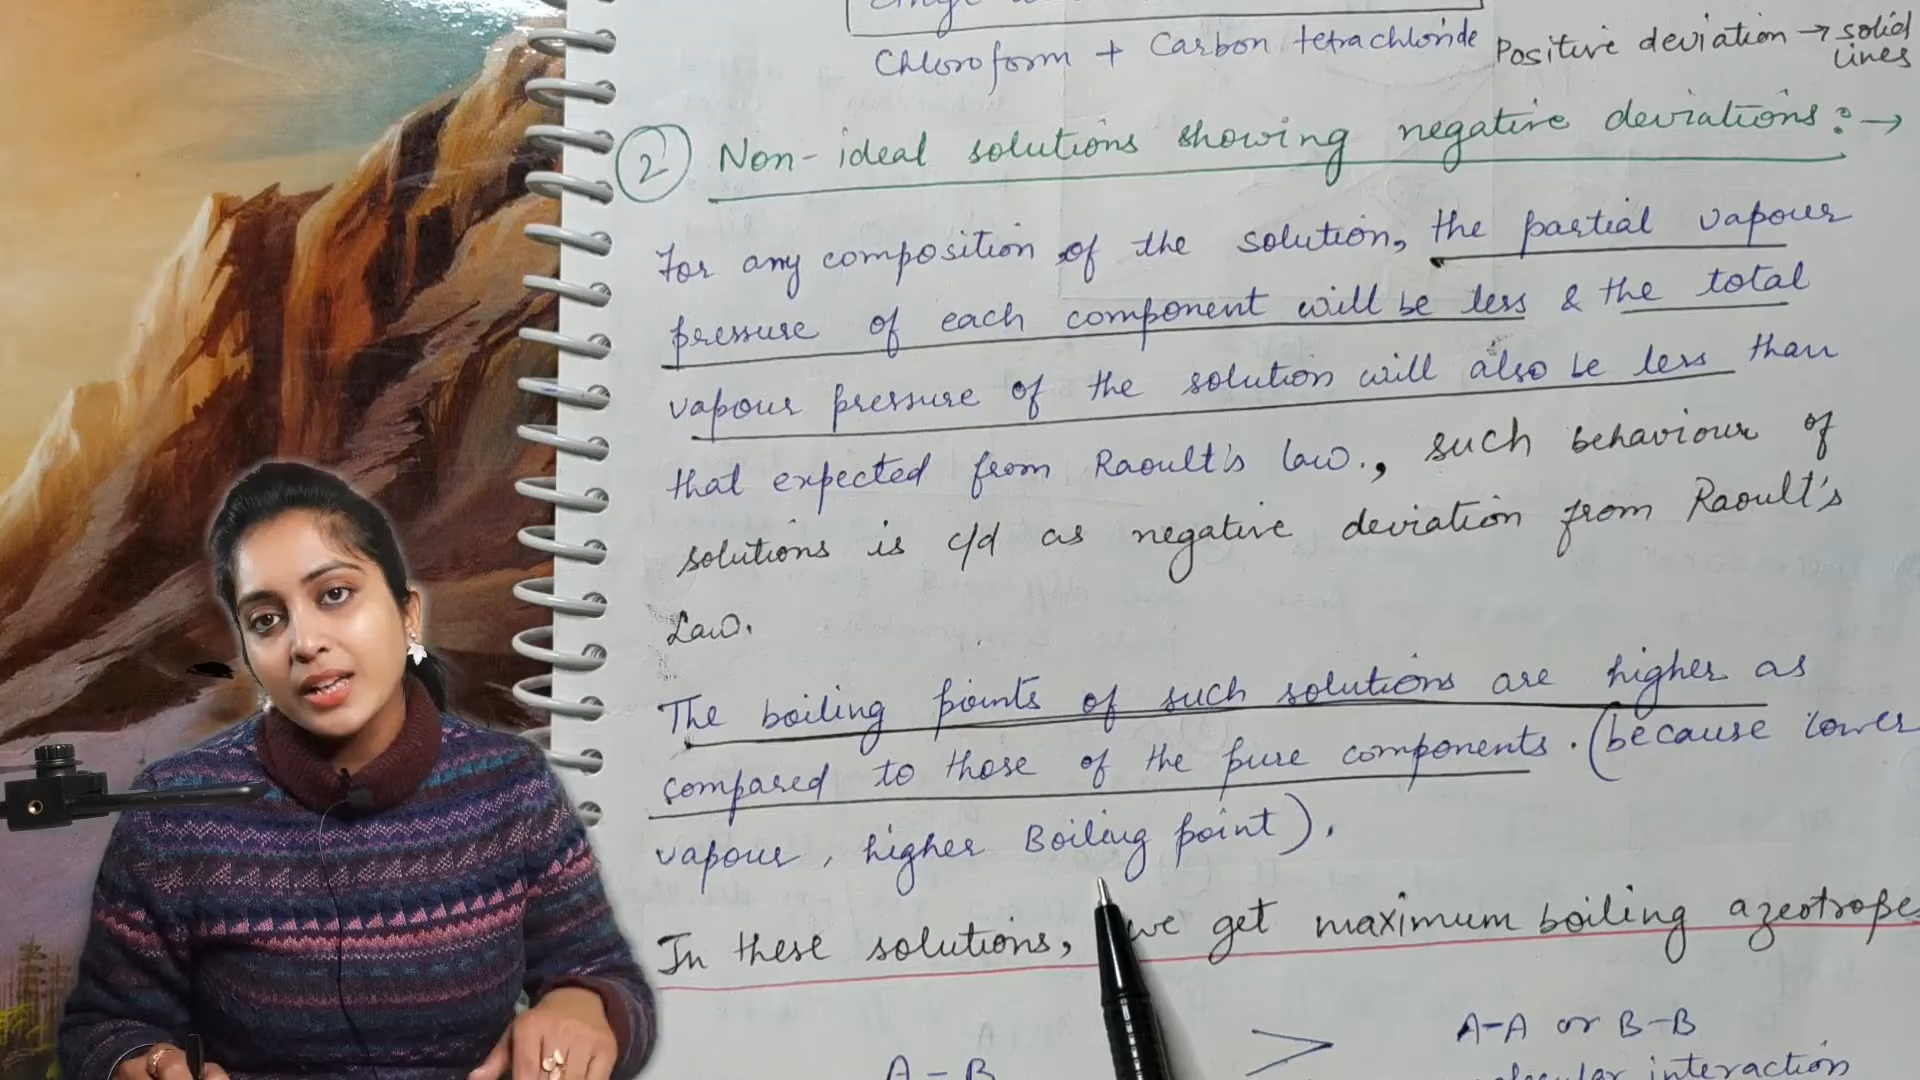 Chloroform + Carbon tetrachloride
Positive deviation → solid
lines
② Non-ideal solutions showing negative deviations :→
For any composition of the solution, the partial vapour
pressure of each component will be less & the total
vapour pressure of the solution will also be less than
that expected from Raoult's law., such behaviour of
solutions is c/d as negative deviation from Raoult's
Law.
The boiling points of such solutions are higher as
compared to those of the pure components. (because lower
vapour, higher Boiling point).
In these solutions, we get maximum boiling azeotropes
A-A or B-B
A-B >
interaction